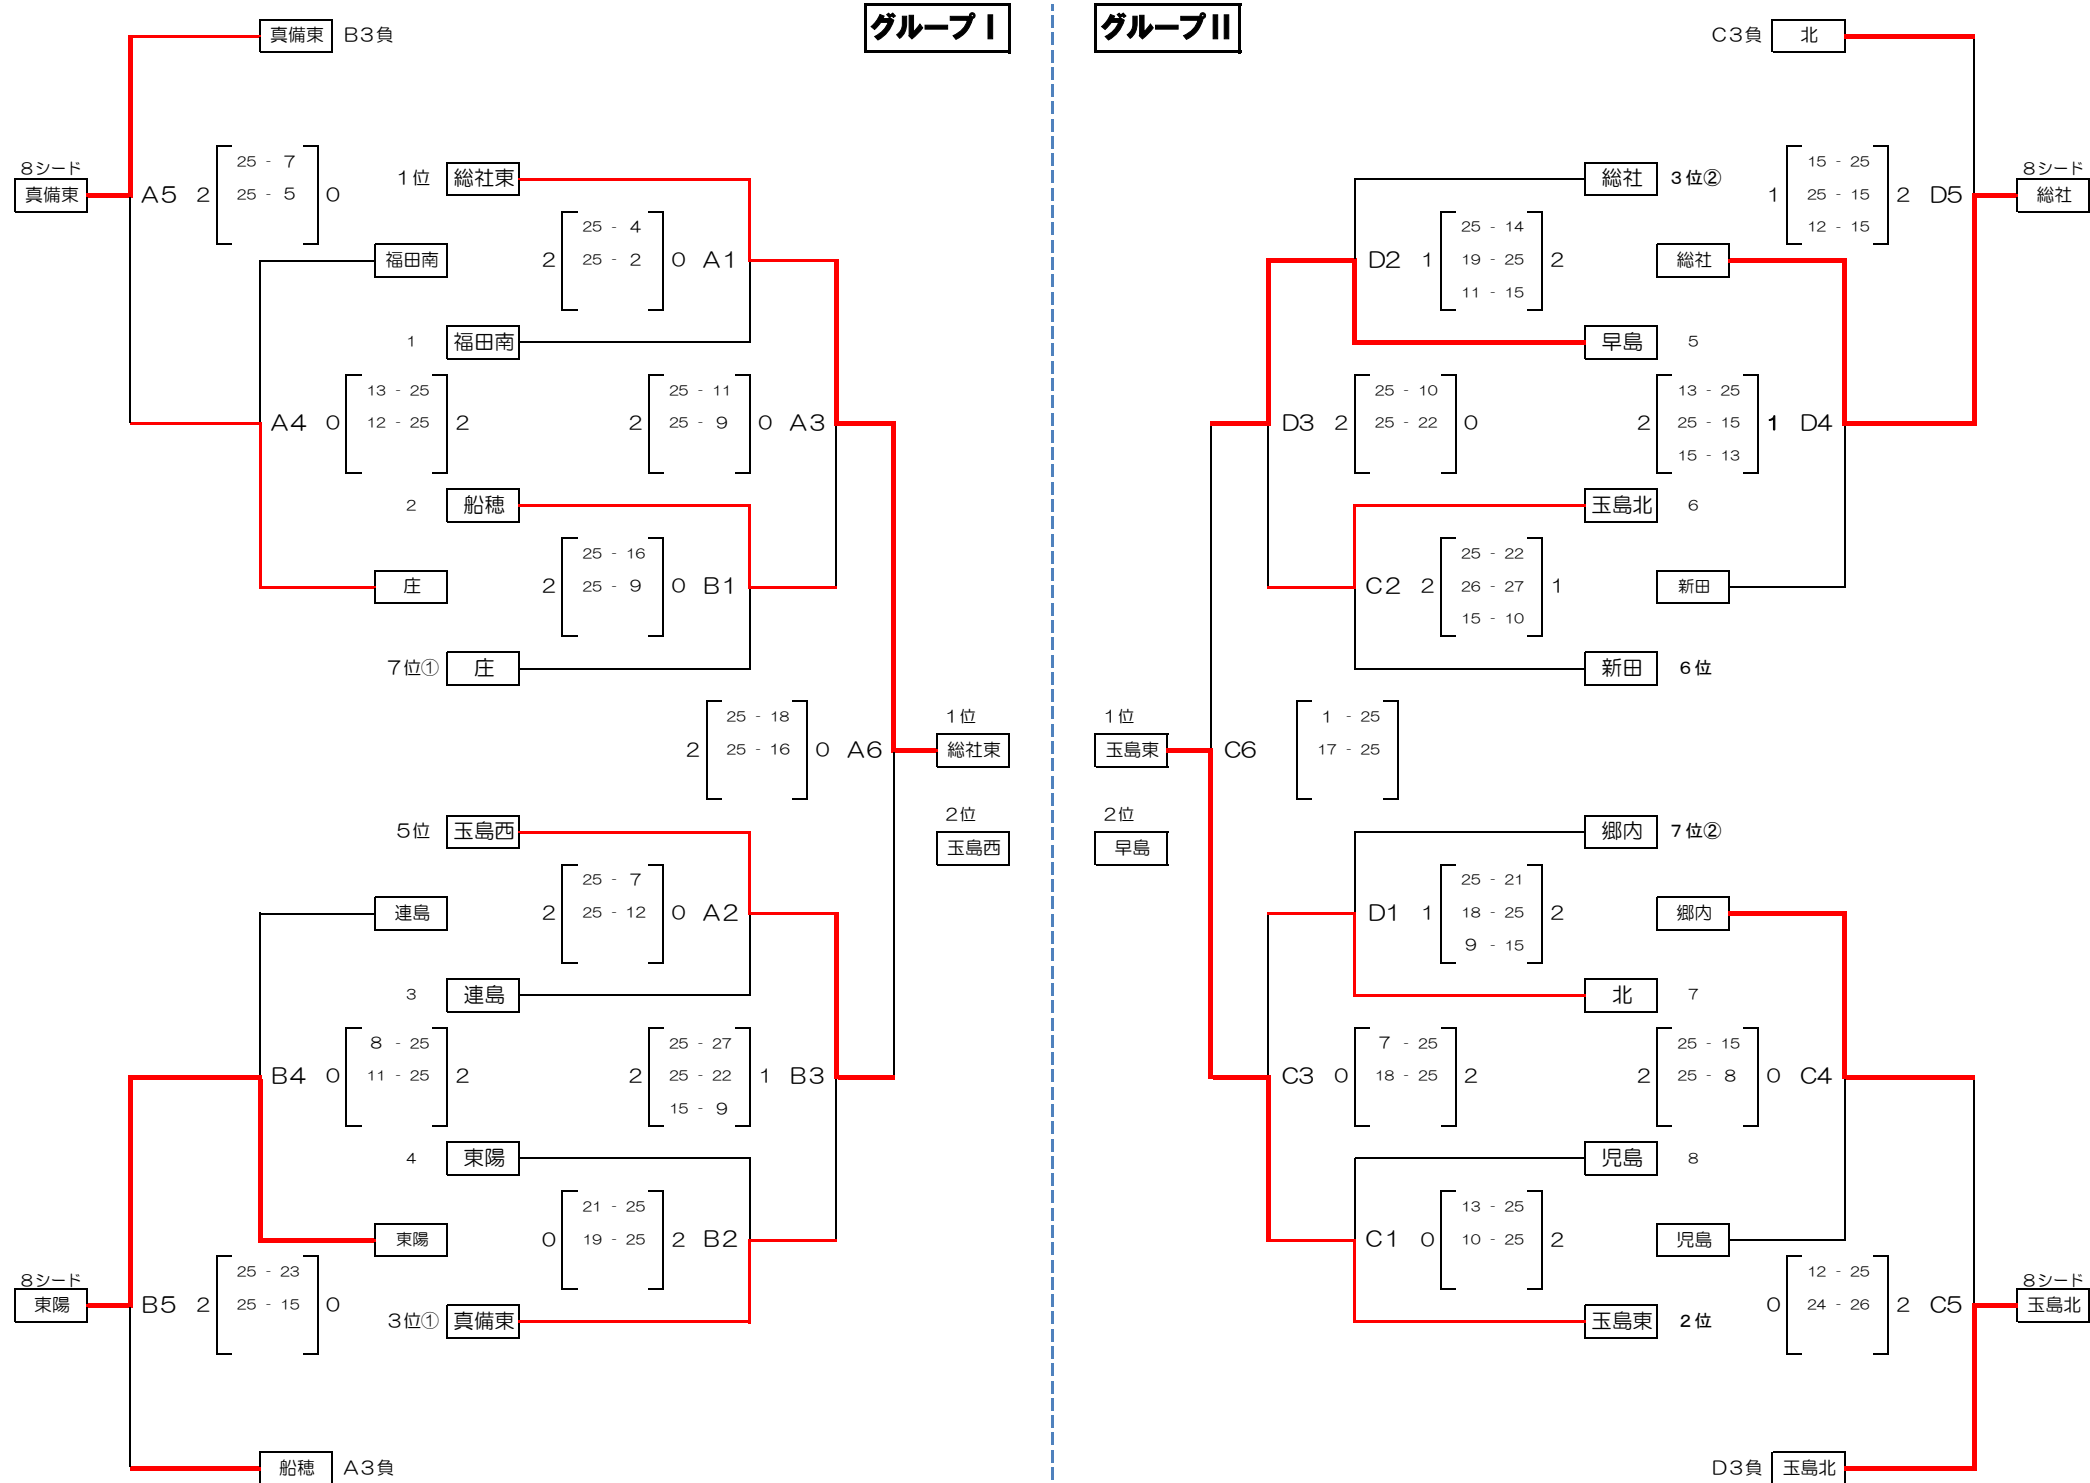 グループⅠ
グループⅡ
真備東 B3負
C3負 北
8シード
真備東
A5 2 25 - 7 0
25 - 5
1位 総社東
25 - 4
2 25 - 2 0 A1
福田南
1 福田南
13 - 25
A4 0 12 - 25 2
25 - 11
2 25 - 9 0 A3
2 船穂
25 - 16
2 25 - 9 0 B1
庄
7位① 庄
25 - 18
2 25 - 16 0 A6
1位
総社東
2位
玉島西
5位 玉島西
25 - 7
2 25 - 12 0 A2
連島
3 連島
8 - 25
B4 0 11 - 25 2
25 - 27
2 25 - 22 1 B3
15 - 9
4 東陽
21 - 25
0 19 - 25 2 B2
東陽
3位① 真備東
8シード
東陽
25 - 23
B5 2 25 - 15 0
船穂 A3負
総社 3位②
15 - 25
1 25 - 15 2 D5
12 - 15
8シード
総社
25 - 14
D2 1 19 - 25 2
11 - 15
総社
早島 5
25 - 10
D3 2 25 - 22 0
13 - 25
2 25 - 15 1 D4
15 - 13
玉島北 6
25 - 22
C2 2 26 - 27 1
15 - 10
新田
新田 6位
1位
玉島東
C6 1 - 25
17 - 25
2位
早島
郷内 7位②
25 - 21
D1 1 18 - 25 2
9 - 15
郷内
北 7
7 - 25
C3 0 18 - 25 2
25 - 15
2 25 - 8 0 C4
児島 8
13 - 25
C1 0 10 - 25 2
児島
玉島東 2位
12 - 25
0 24 - 26 2 C5
8シード
玉島北
D3負 玉島北